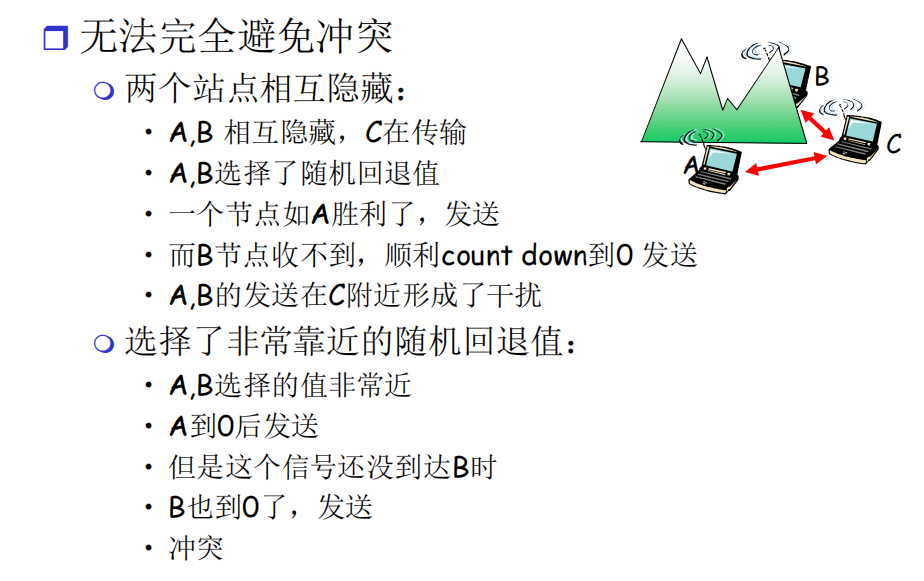 无法完全避免冲突
两个站点相互隐藏：
• A,B 相互隐藏，C在传输
• A,B选择了随机回退值
• 一个节点如A胜利了，发送
• 而B节点收不到，顺利count down到0 发送
• A,B的发送在C附近形成了干扰
选择了非常靠近的随机回退值：
• A,B选择的值非常近
• A到0后发送
• 但是这个信号还没到达B时
• B也到0了，发送
• 冲突
B
C
A